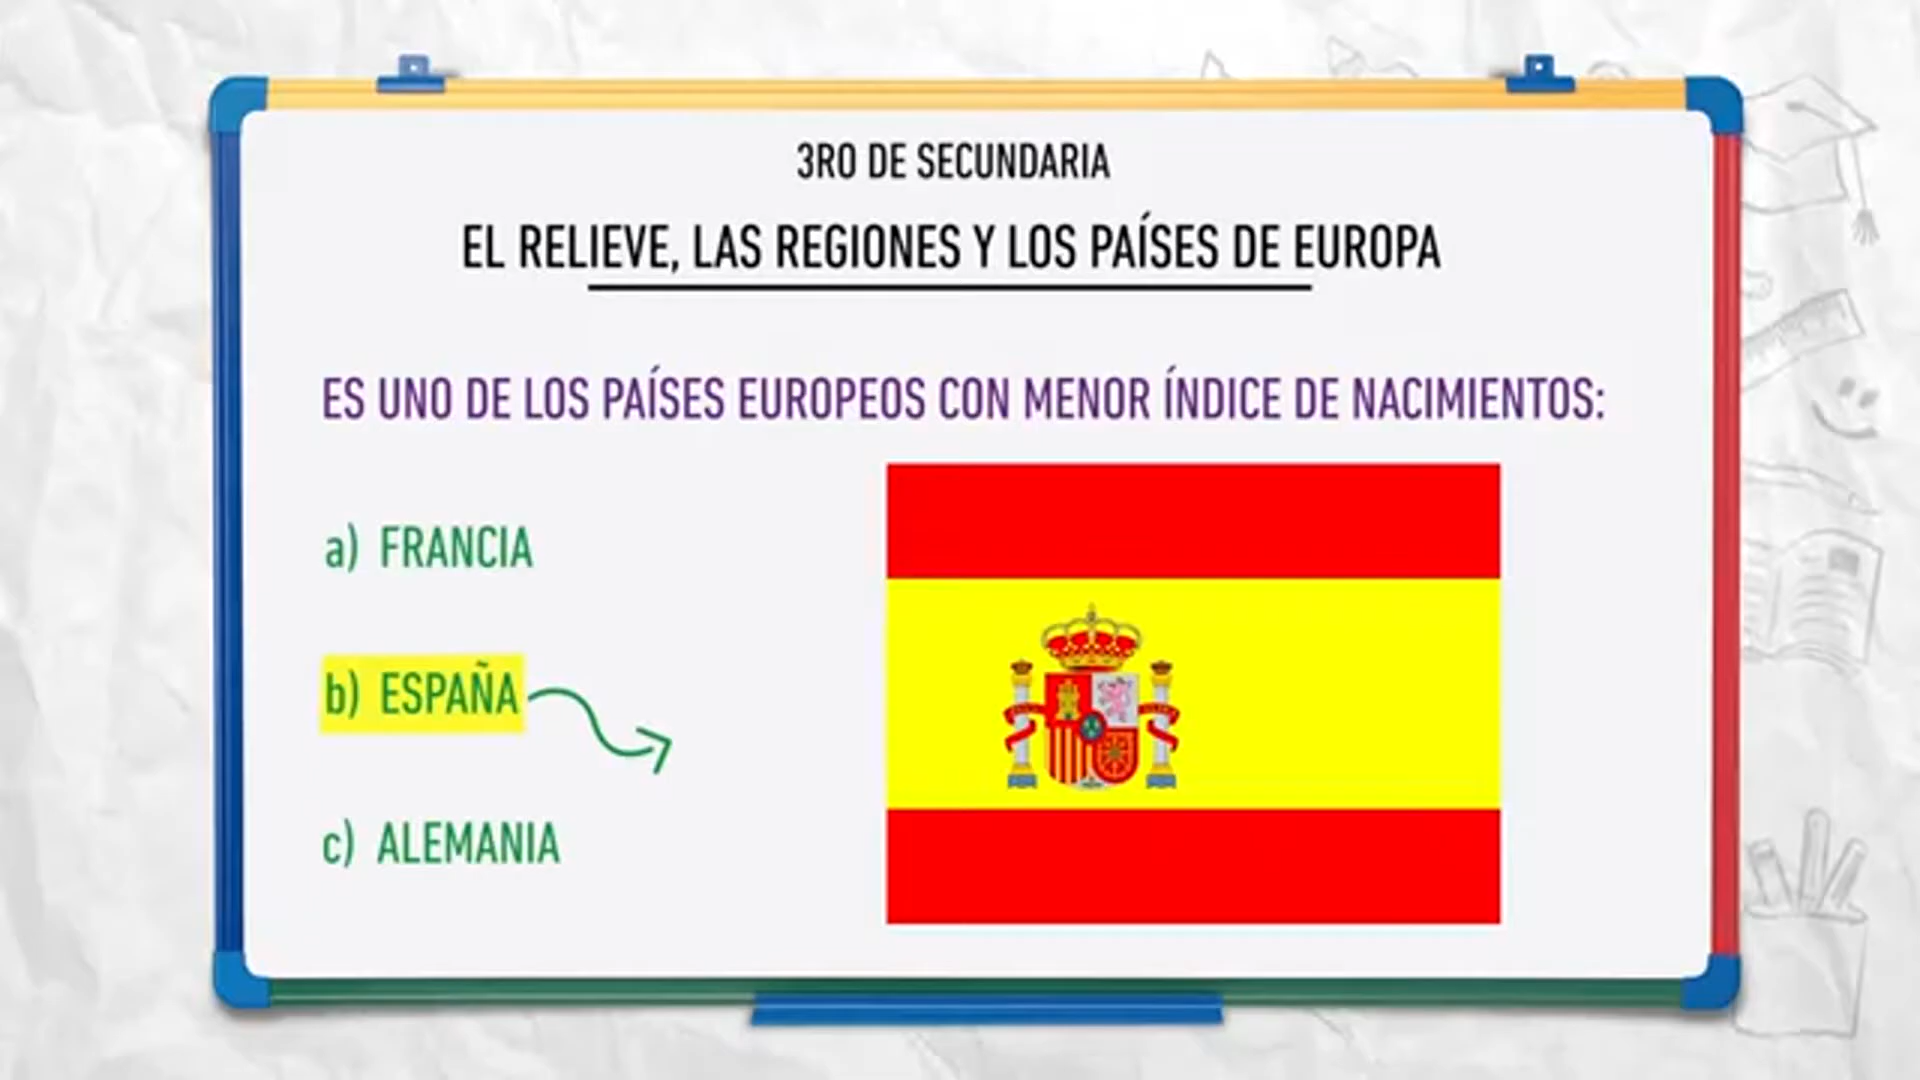 3RO DE SECUNDARIA
EL RELIEVE, LAS REGIONES Y LOS PAÍSES DE EUROPA
ES UNO DE LOS PAÍSES EUROPEOS CON MENOR ÍNDICE DE NACIMIENTOS:
a) FRANCIA
b) ESPAÑA
c) ALEMANIA